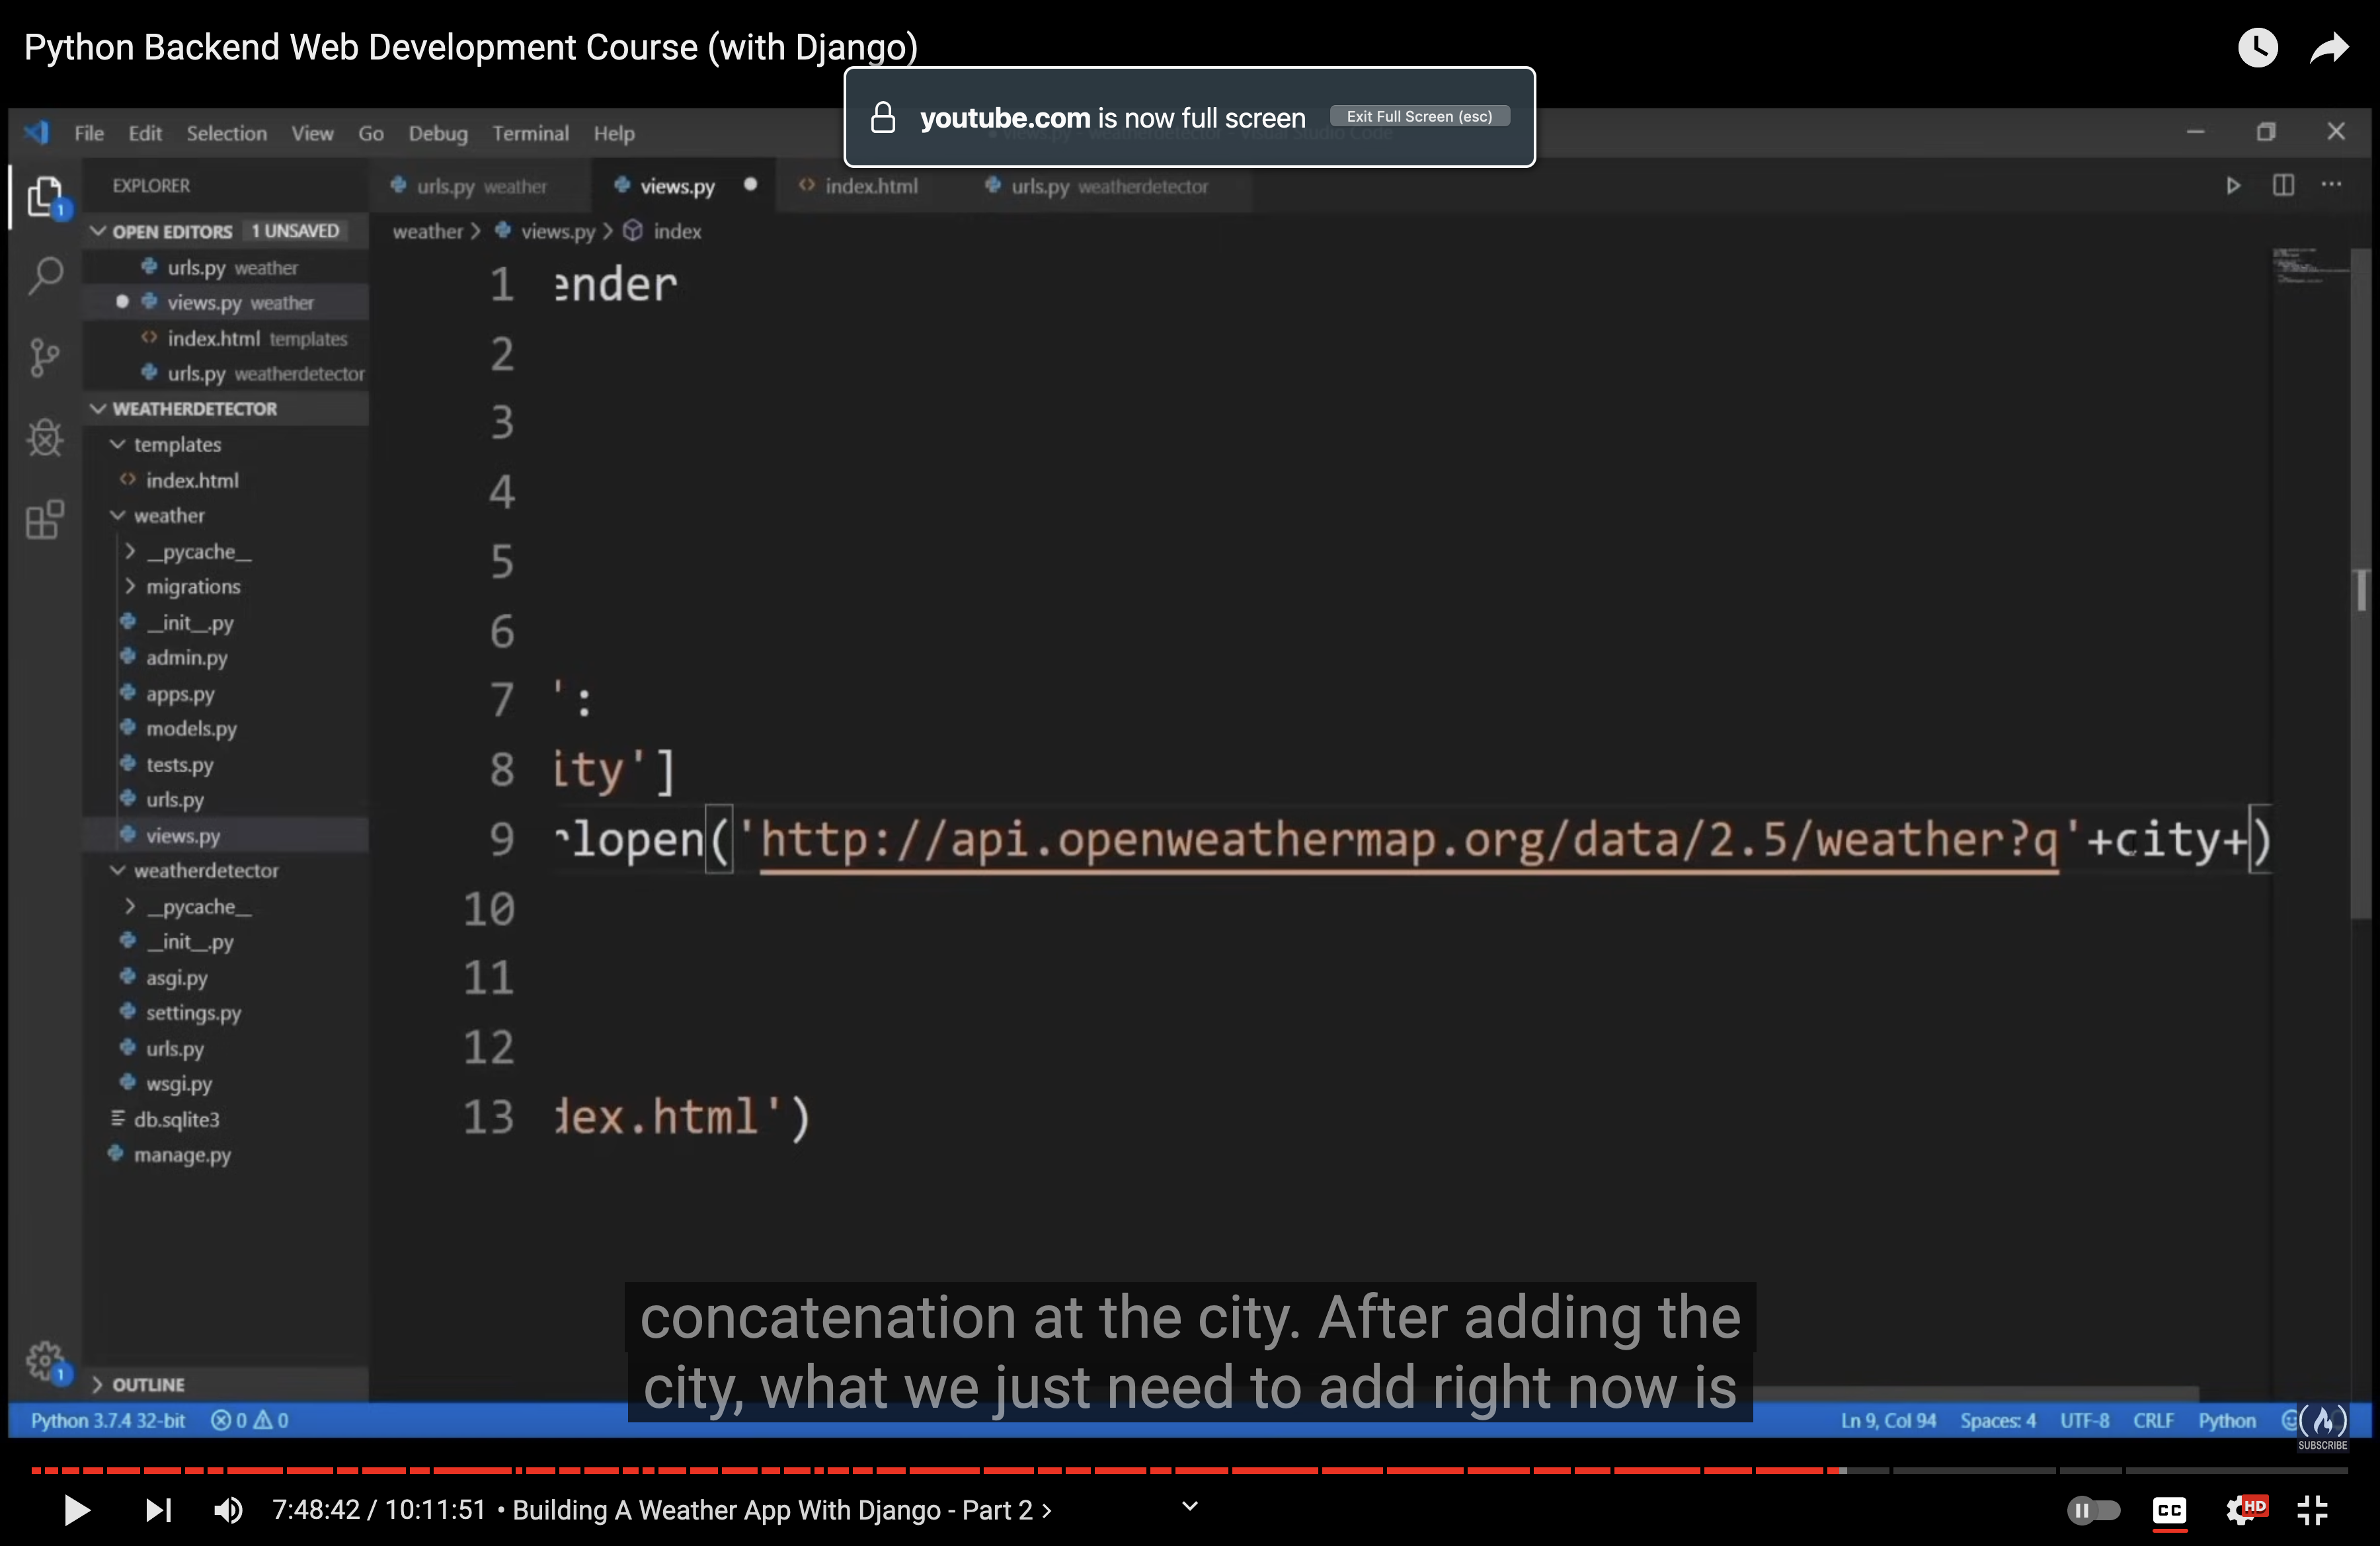 Python Backend Web Development Course (with Django)
youtube.com is now full screen Exit Full Screen (esc)
File Edit Selection View Go Debug Terminal Help
EXPLORER
urls.py weather views.py index.html urls.py weatherdetector
OPEN EDITORS 1 UNSAVED
weather > views.py > index
urls.py weather
views.py weather
index.html templates
urls.py weatherdetector
WEATHERDETECTOR
templates
index.html
weather
__pycache__
migrations
__init__.py
admin.py
apps.py
models.py
tests.py
urls.py
views.py
weatherdetector
__pycache__
__init__.py
asgi.py
settings.py
urls.py
wsgi.py
db.sqlite3
manage.py
OUTLINE
1 ender
2
3
4
5
6
7 ':
8 ity']
9 rlopen('http://api.openweathermap.org/data/2.5/weather?q'+city+)
10
11
12
13 dex.html')
concatenation at the city. After adding the
city, what we just need to add right now is
Python 3.7.4 32-bit 0 0 Ln 9, Col 94 Spaces: 4 UTF-8 CRLF Python
SUBSCRIBE
7:48:42 / 10:11:51 • Building A Weather App With Django - Part 2 >
CC HD